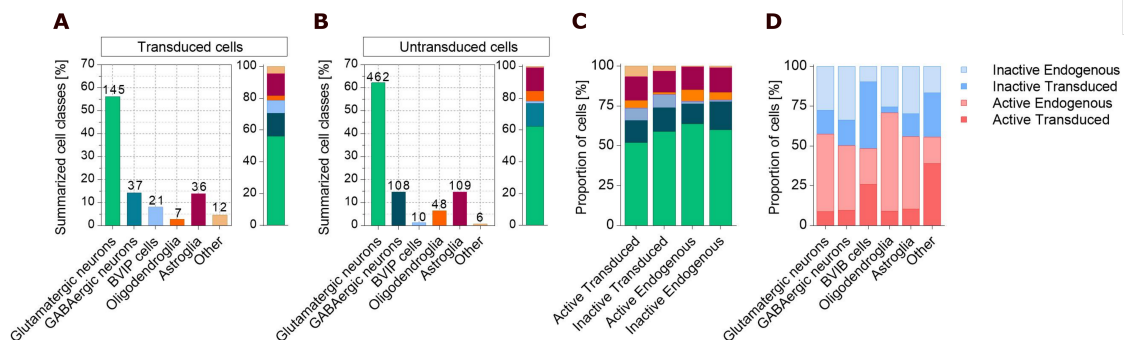 A
Transduced cells
Summarized cell classes [%]
70
60
50
40
30
20
10
0
145
37
21
7
36
12
Glutamatergic neurons
GABAergic neurons
BVIP cells
Oligodendroglia
Astroglia
Other
100
80
60
40
20
0
B
Untransduced cells
Summarized cell classes [%]
70
60
50
40
30
20
10
0
462
108
10
48
109
6
Glutamatergic neurons
GABAergic neurons
BVIP cells
Oligodendroglia
Astroglia
Other
100
80
60
40
20
0
C
Proportion of cells [%]
100
75
50
25
0
Active Transduced
Inactive Transduced
Active Endogenous
Inactive Endogenous
D
Proportion of cells [%]
100
75
50
25
0
Glutamatergic neurons
GABAergic neurons
BVIB cells
Oligodendroglia
Astroglia
Other
Inactive Endogenous
Inactive Transduced
Active Endogenous
Active Transduced